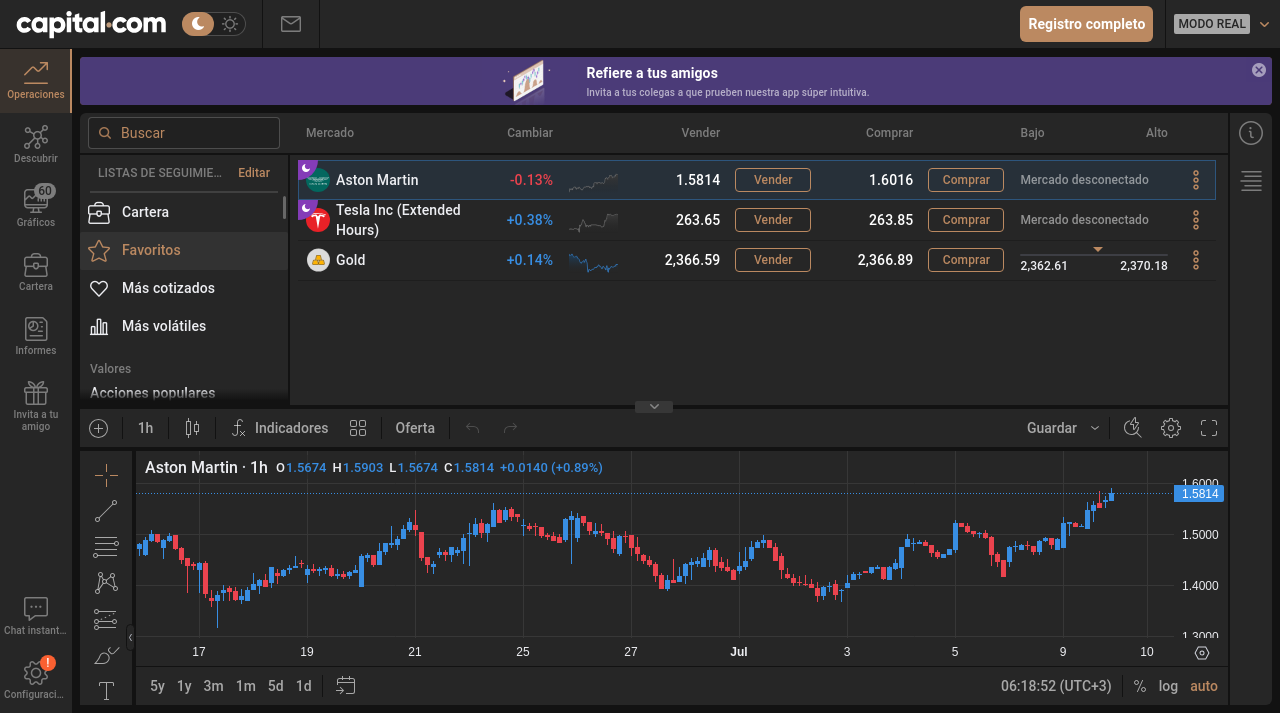 capital.com
Registro completo
MODO REAL
Operaciones
Refiere a tus amigos
Invita a tus colegas a que prueben nuestra app súper intuitiva.
Descubrir
60
Gráficos
Cartera
Informes
Invita a tu
amigo
Chat instant...
!
Configuraci...
Buscar
Mercado Cambiar Vender Comprar Bajo Alto
LISTAS DE SEGUIMIE... Editar
Cartera
Favoritos
Más cotizados
Más volátiles
Valores
Acciones populares
Aston Martin -0.13% 1.5814 Vender 1.6016 Comprar Mercado desconectado
Tesla Inc (Extended
Hours) +0.38% 263.65 Vender 263.85 Comprar Mercado desconectado
Gold +0.14% 2,366.59 Vender 2,366.89 Comprar 2,362.61 2,370.18
1h Indicadores Oferta Guardar
Aston Martin · 1h O1.5674 H1.5903 L1.5674 C1.5814 +0.0140 (+0.89%)
1.6000
1.5814
1.5000
1.4000
1.3000
17 19 21 25 27 Jul 3 5 9 10
5y 1y 3m 1m 5d 1d 06:18:52 (UTC+3) % log auto